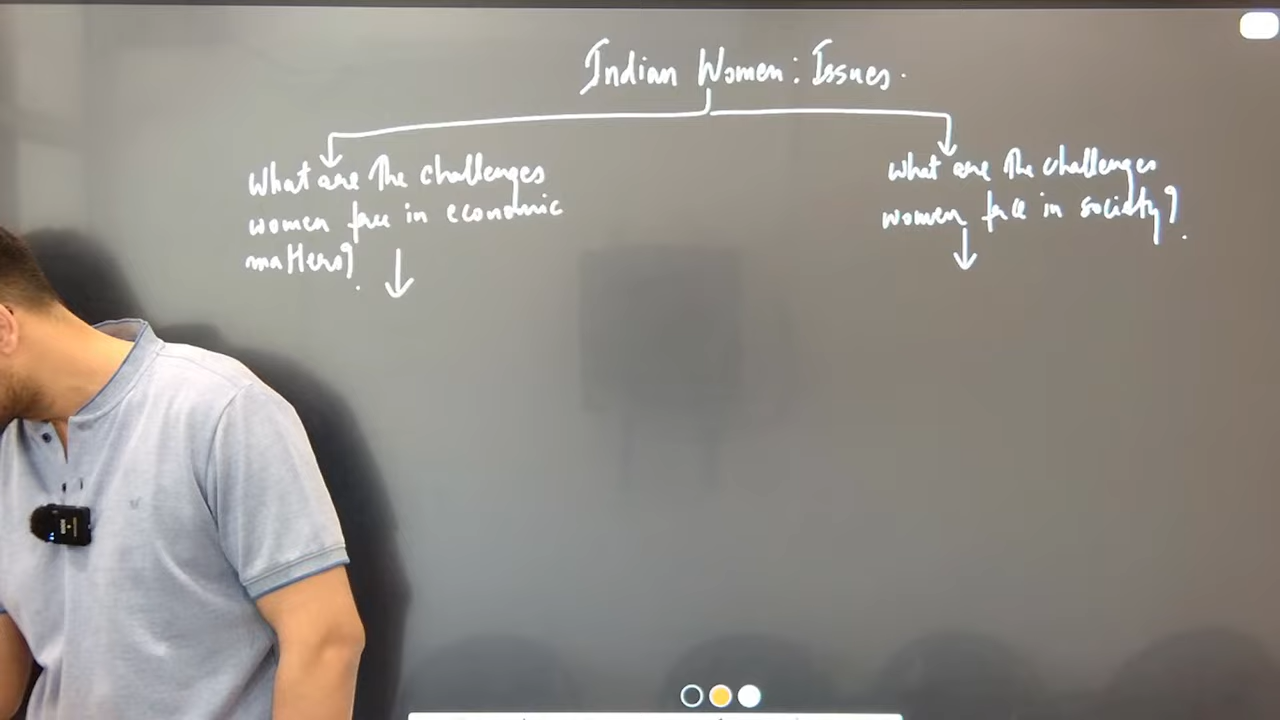 Indian Women: Issues.
What are the challenges
women face in economic
matters?
What are the challenges
women face in society?